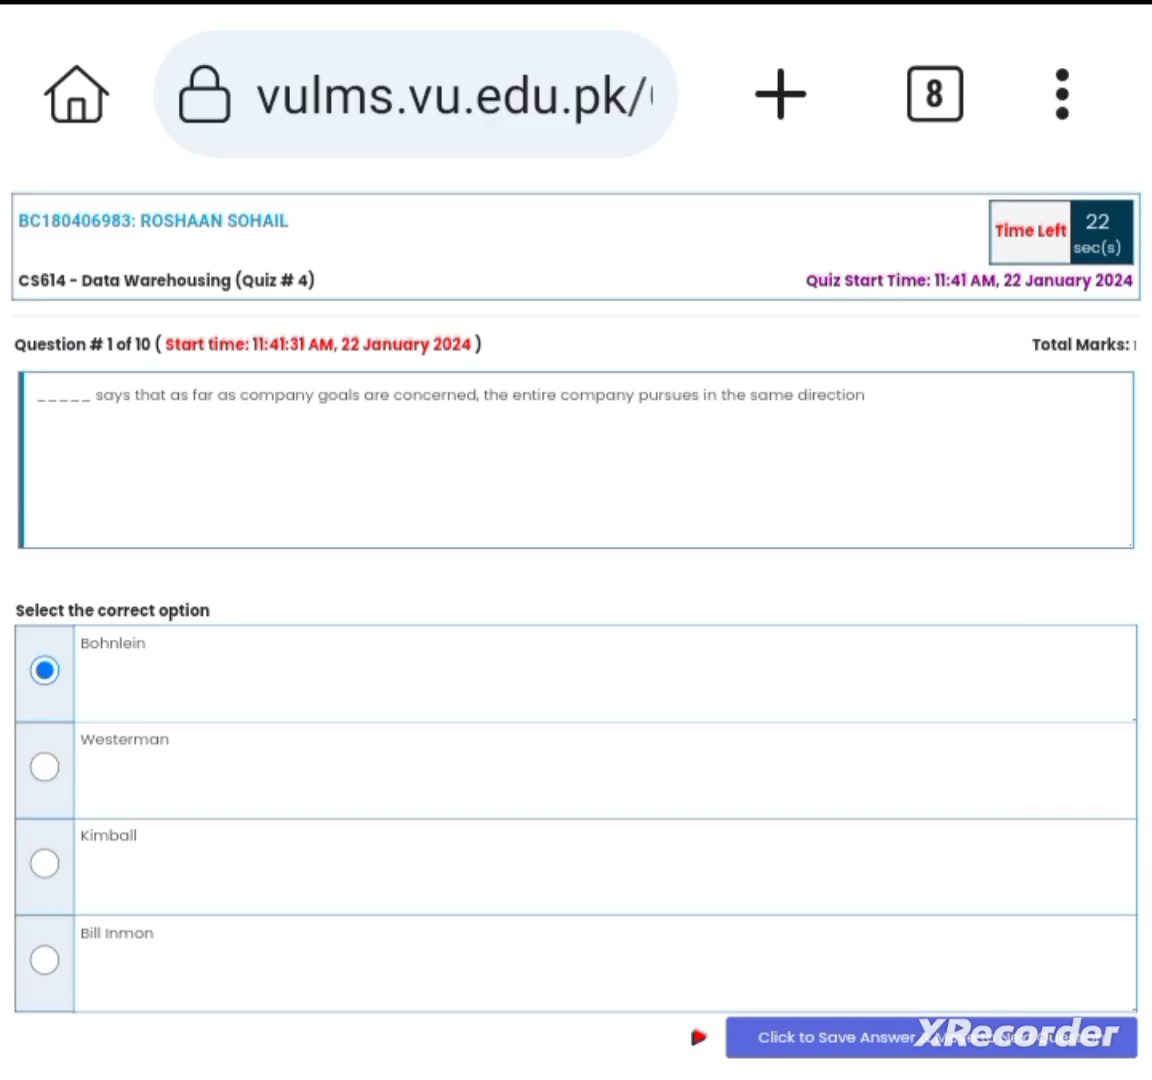 vulms.vu.edu.pk/
8
BC180406983: ROSHAAN SOHAIL
Time Left
22
sec(s)
CS614 - Data Warehousing (Quiz # 4)
Quiz Start Time: 11:41 AM, 22 January 2024
Question # 1 of 10 ( Start time: 11:41:31 AM, 22 January 2024 )
Total Marks: 1
_____ says that as far as company goals are concerned, the entire company pursues in the same direction
Select the correct option
Bohnlein
Westerman
Kimball
Bill Inmon
Click to Save Answer
XRecorder